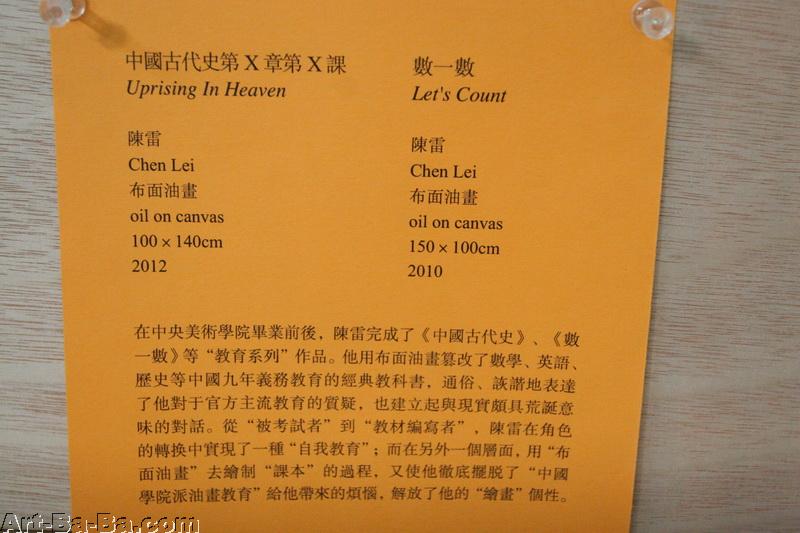 中國古代史第 X 章第 X 課
Uprising In Heaven
陳雷
Chen Lei
布面油畫
oil on canvas
100 × 140cm
2012
數一數
Let's Count
陳雷
Chen Lei
布面油畫
oil on canvas
150 × 100cm
2010
在中央美術學院畢業前後，陳雷完成了《中國古代史》、《數
一數》等“教育系列”作品。他用布面油畫篡改了數學、英語、
歷史等中國九年義務教育的經典教科書，通俗、詼諧地表達
了他對于官方主流教育的質疑，也建立起與現實頗具荒誕意
味的對話。從“被考試者”到“教材編寫者”，陳雷在角色
的轉換中實現了一種“自我教育”；而在另外一個層面，用“布
面油畫”去繪制“課本”的過程，又使他徹底擺脫了“中國
學院派油畫教育”給他帶來的煩惱，解放了他的“繪畫”個性。
Art-Ba-Ba.com